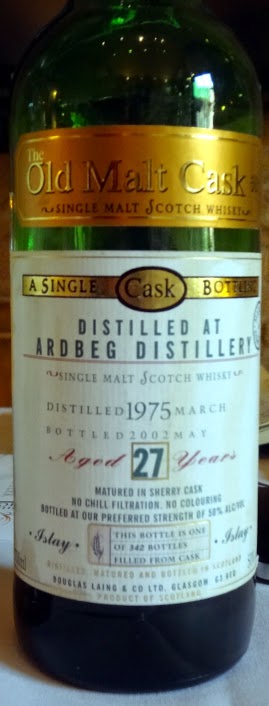 The
Old Malt Cask
SINGLE MALT SCOTCH WHISKY
A SINGLE Cask BOTTLING
DISTILLED AT
ARDBEG DISTILLERY
SINGLE MALT SCOTCH WHISKY
DISTILLED 1975 MARCH
BOTTLED 2002 MAY
Aged 27 Years
MATURED IN SHERRY CASK
NO CHILL FILTRATION. NO COLOURING
BOTTLED AT OUR PREFERRED STRENGTH OF 50% ALC/VOL
Islay THIS BOTTLE IS ONE Islay
OF 342 BOTTLES
FILLED FROM CASK
DISTILLED, MATURED AND BOTTLED IN SCOTLAND
DOUGLAS LAING & CO LTD, GLASGOW G3
PRODUCT OF SCOTLAND